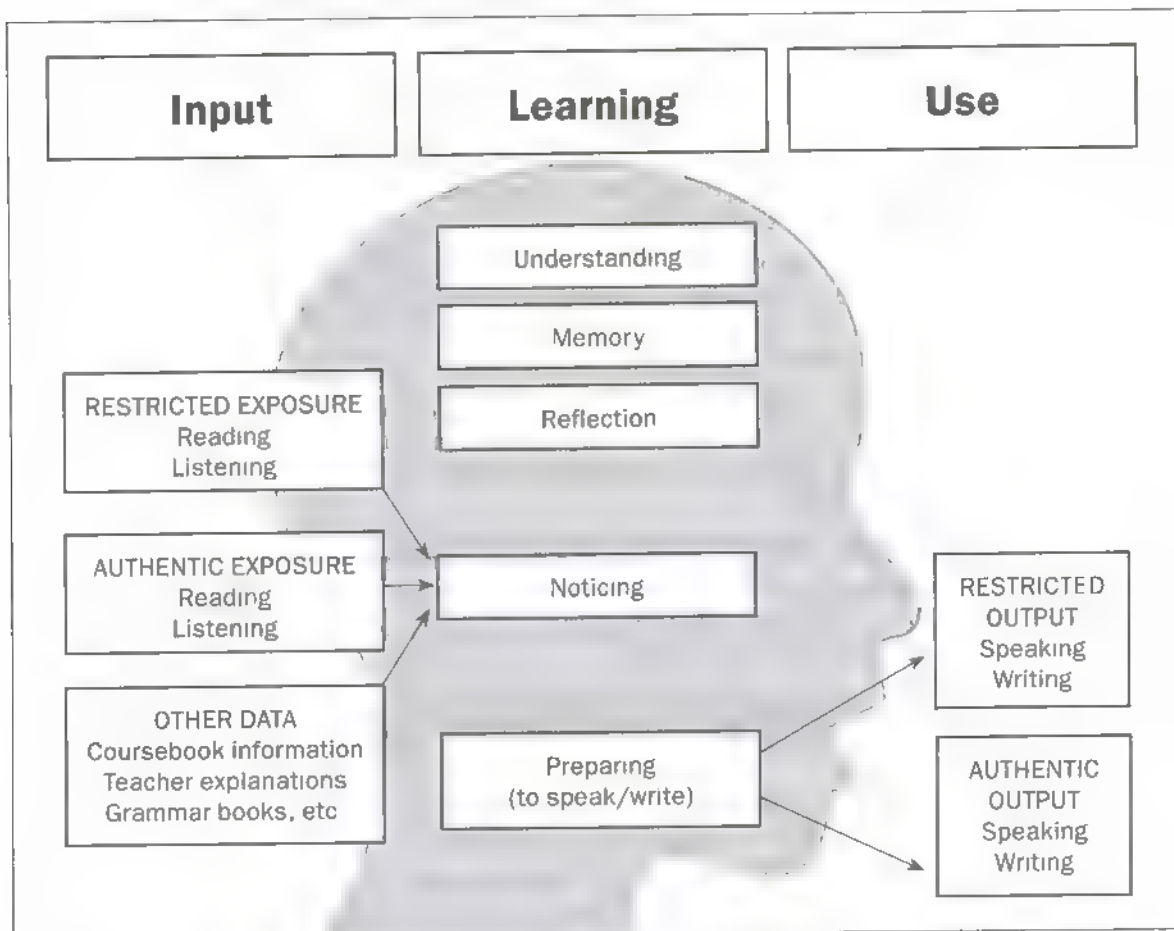 Input
Learning
Use
Understanding
Memory
Reflection
RESTRICTED EXPOSURE
Reading
Listening
AUTHENTIC EXPOSURE
Reading
Listening
OTHER DATA
Coursebook information
Teacher explanations
Grammar books, etc
Noticing
Preparing
(to speak/write)
RESTRICTED
OUTPUT
Speaking
Writing
AUTHENTIC
OUTPUT
Speaking
Writing